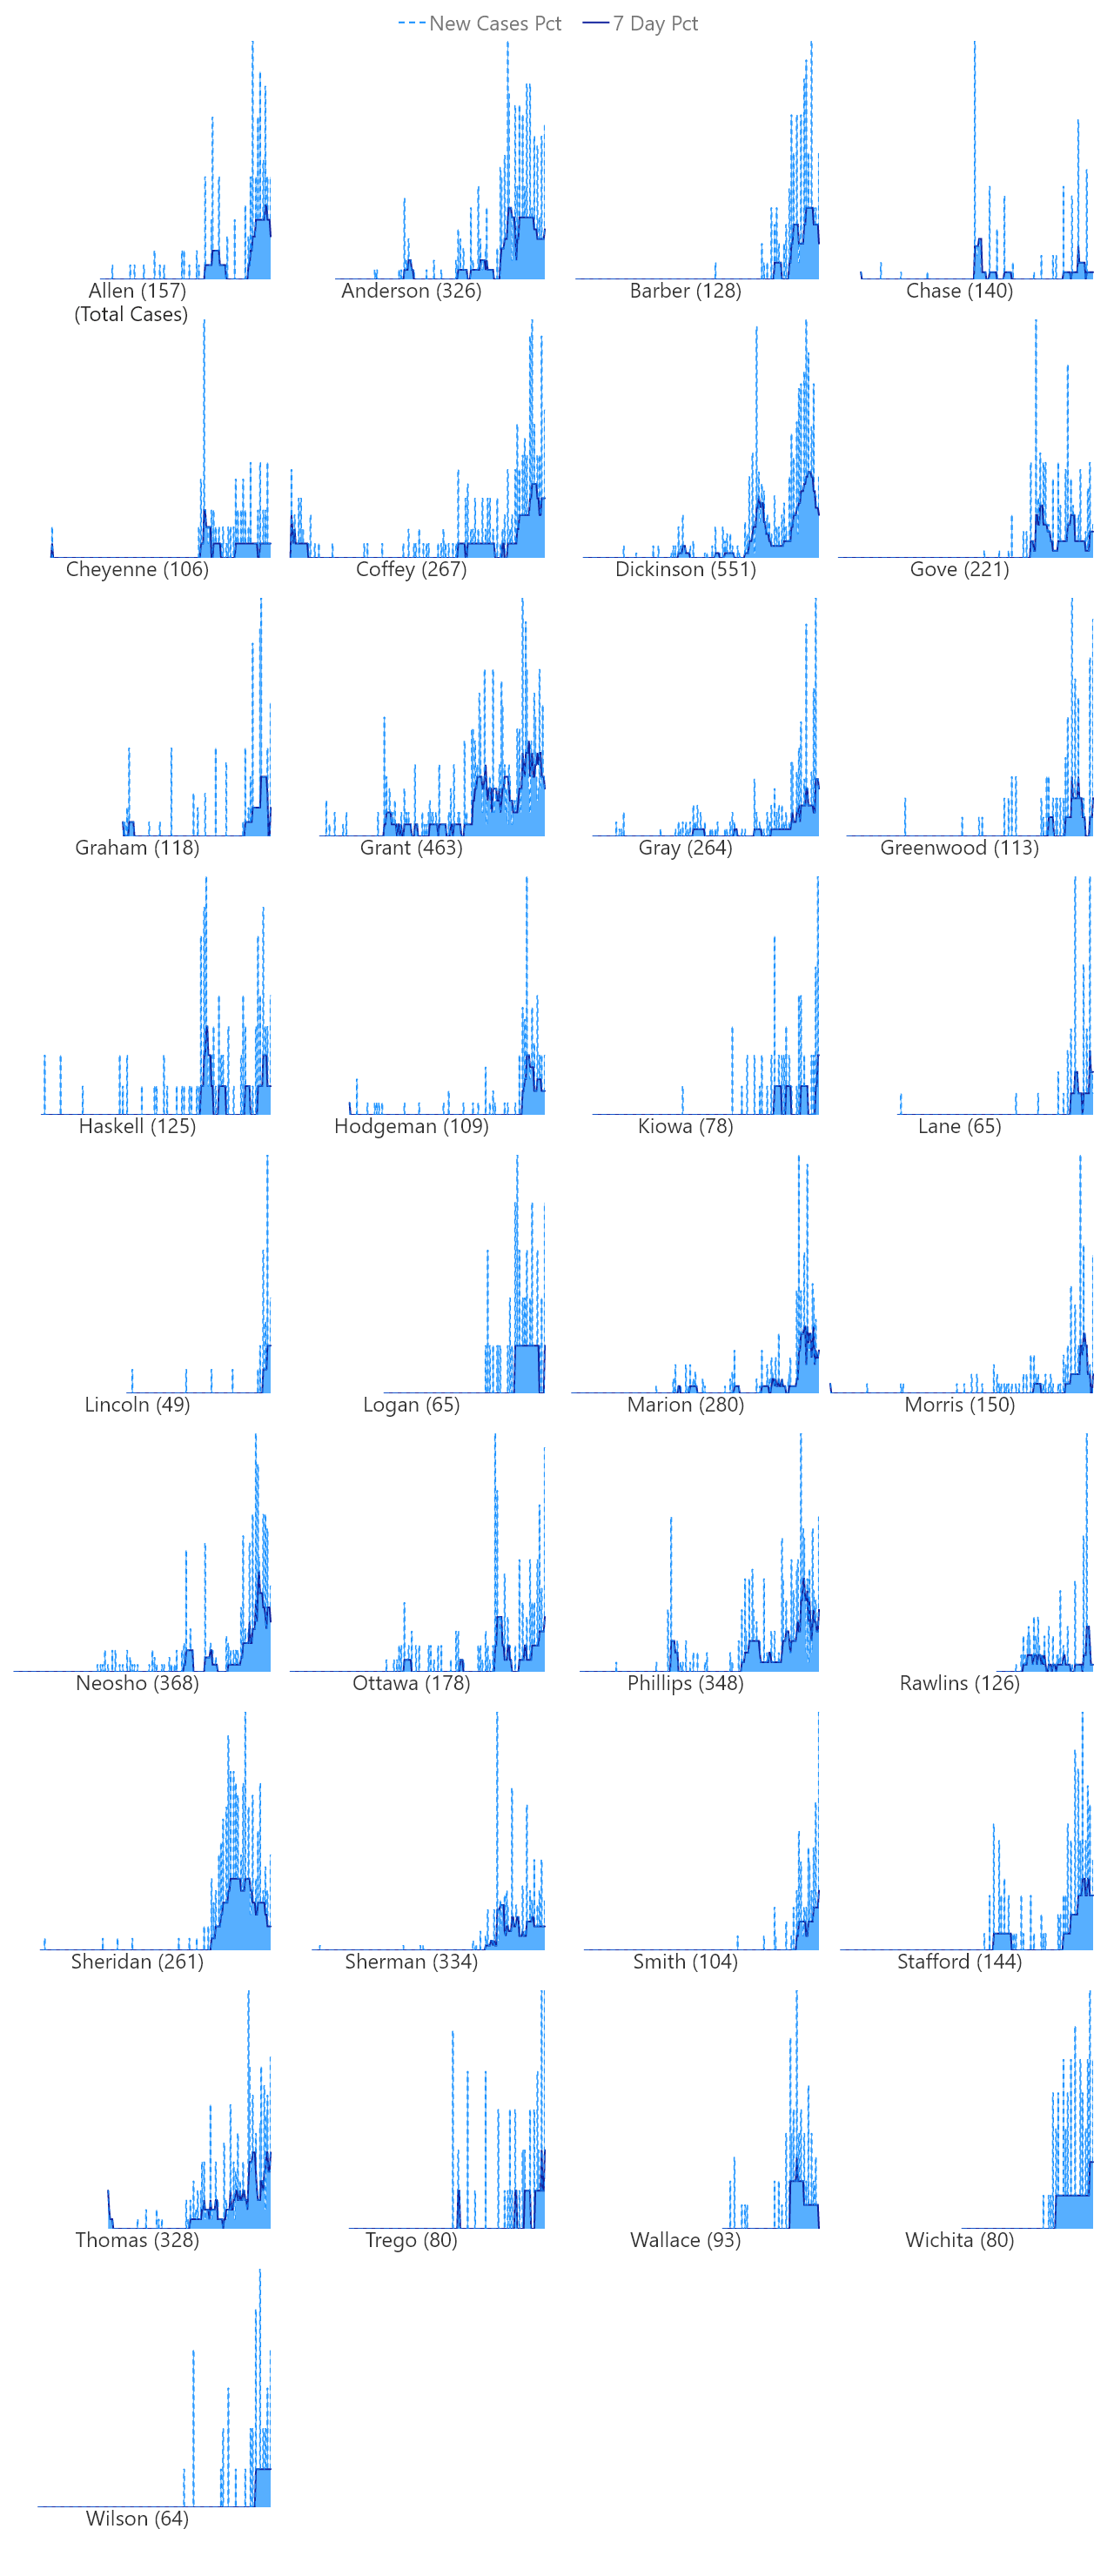 New Cases Pct 7 Day Pct
Allen (157) Anderson (326) Barber (128) Chase (140)
(Total Cases)
Cheyenne (106) Coffey (267) Dickinson (551) Gove (221)
Graham (118) Grant (463) Gray (264) Greenwood (113)
Haskell (125) Hodgeman (109) Kiowa (78) Lane (65)
Lincoln (49) Logan (65) Marion (280) Morris (150)
Neosho (368) Ottawa (178) Phillips (348) Rawlins (126)
Sheridan (261) Sherman (334) Smith (104) Stafford (144)
Thomas (328) Trego (80) Wallace (93) Wichita (80)
Wilson (64)